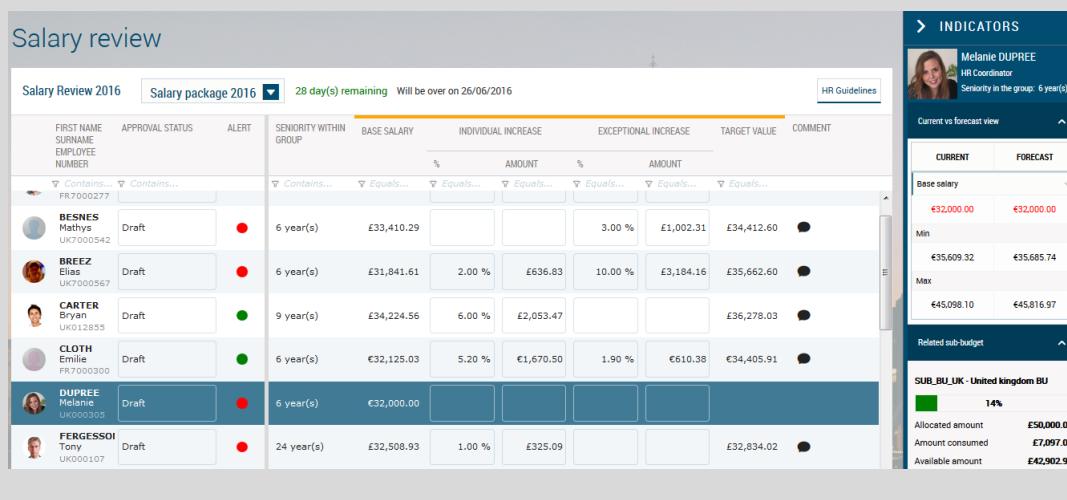 Salary review
Salary Review 2016
Salary package 2016
28 day(s) remaining Will be over on 26/06/2016
HR Guidelines
FIRST NAME
SURNAME
EMPLOYEE
NUMBER
APPROVAL STATUS
ALERT
SENIORITY WITHIN
GROUP
BASE SALARY
INDIVIDUAL INCREASE
EXCEPTIONAL INCREASE
TARGET VALUE
COMMENT
% AMOUNT % AMOUNT
Contains... Contains... Contains... Equals... Equals... Equals... Equals... Equals... Equals...
FR7000277
BESNES
Mathys
UK7000542
Draft 6 year(s) £33,410.29 3.00 % £1,002.31 £34,412.60
BREEZ
Elias
UK7000567
Draft 6 year(s) £31,841.61 2.00 % £636.83 10.00 % £3,184.16 £35,662.60
CARTER
Bryan
UK012855
Draft 9 year(s) £34,224.56 6.00 % £2,053.47 £36,278.03
CLOTH
Emilie
FR7000300
Draft 6 year(s) €32,125.03 5.20 % €1,670.50 1.90 % €610.38 €34,405.91
DUPREE
Melanie
UK000305
Draft 6 year(s) €32,000.00
FERGESSOI
Tony
UK000107
Draft 24 year(s) £32,508.93 1.00 % £325.09 £32,834.02
INDICATORS
Melanie DUPREE
HR Coordinator
Seniority in the group: 6 year(s)
Current vs forecast view
CURRENT FORECAST
Base salary
€32,000.00 €32,000.00
Min
€35,609.32 €35,685.74
Max
€45,098.10 €45,816.97
Related sub-budget
SUB_BU_UK - United kingdom BU
14%
Allocated amount £50,000.0
Amount consumed £7,097.0
Available amount £42,902.9